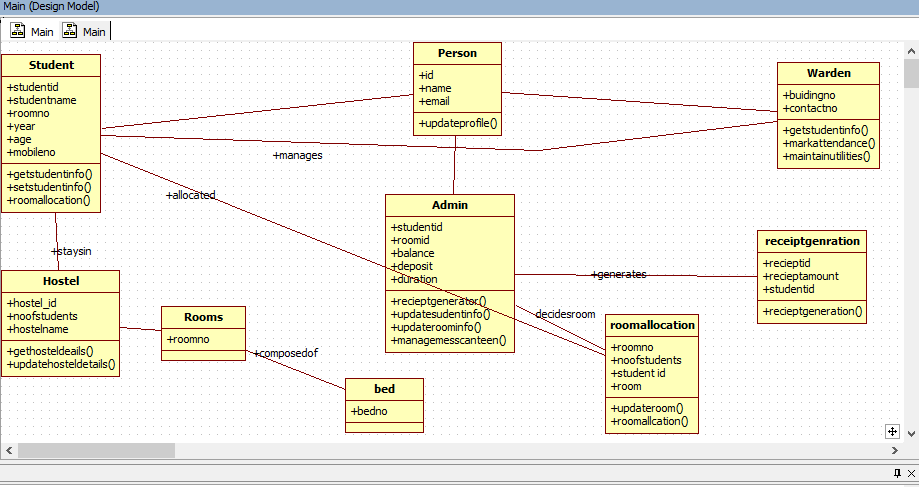 Main (Design Model)
Main
Main
Student
+studentid
+studentname
+roomno
+year
+age
+mobileno
+getstudentinfo()
+setstudentinfo()
+roomallocation()
Person
+id
+name
+email
+updateprofile()
Warden
+buidingno
+contactno
+getstudentinfo()
+markattendance()
+maintainutilities()
+manages
+allocated
Admin
+studentid
+roomid
+balance
+deposit
+duration
+recieptgenerator()
+updatesudentinfo()
+updateroominfo()
+managemesscanteen()
receiptgenration
+recieptid
+recieptamount
+studentid
+recieptgeneration()
+staysin
+generates
Hostel
+hostel_id
+noofstudents
+hostelname
+gethosteldeails()
+updatehosteldetails()
Rooms
+roomno
decidesroom
roomallocation
+roomno
+noofstudents
+student id
+room
+updateroom()
+roomallcation()
+composedof
bed
+bedno